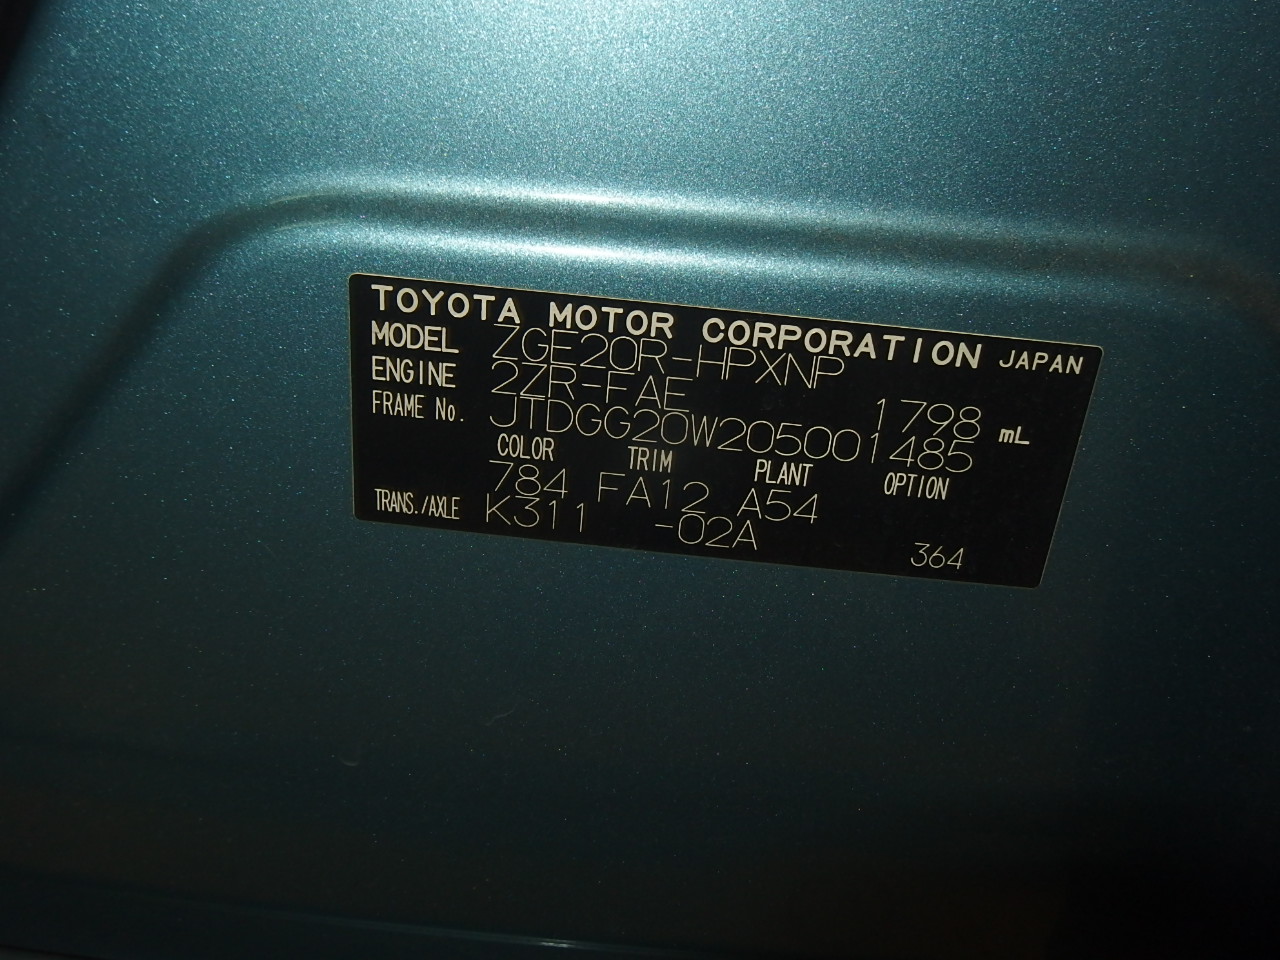 TOYOTA MOTOR CORPORATION JAPAN
MODEL ZGE20R-HPXNP
ENGINE 2ZR-FAE 1798 mL
FRAME No. JTDGG20W205001485
COLOR TRIM PLANT OPTION
784 FA12 A54
TRANS./AXLE K311 -02A 364